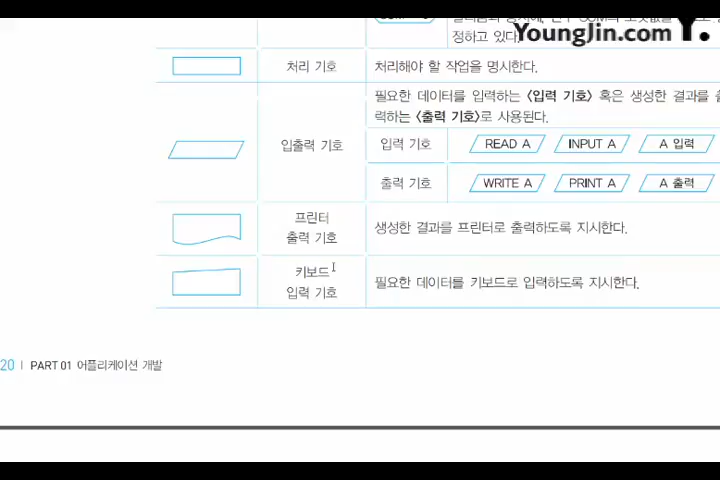 YoungJin.com Y.
정하고 있다.
처리 기호
처리해야 할 작업을 명시한다.
입출력 기호
필요한 데이터를 입력하는 〈입력 기호〉 혹은 생성한 결과를
력하는 〈출력 기호〉로 사용된다.
입력 기호
READ A
INPUT A
A 입력
출력 기호
WRITE A
PRINT A
A 출력
프린터
출력 기호
생성한 결과를 프린터로 출력하도록 지시한다.
키보드
입력 기호
필요한 데이터를 키보드로 입력하도록 지시한다.
20 | PART 01 어플리케이션 개발